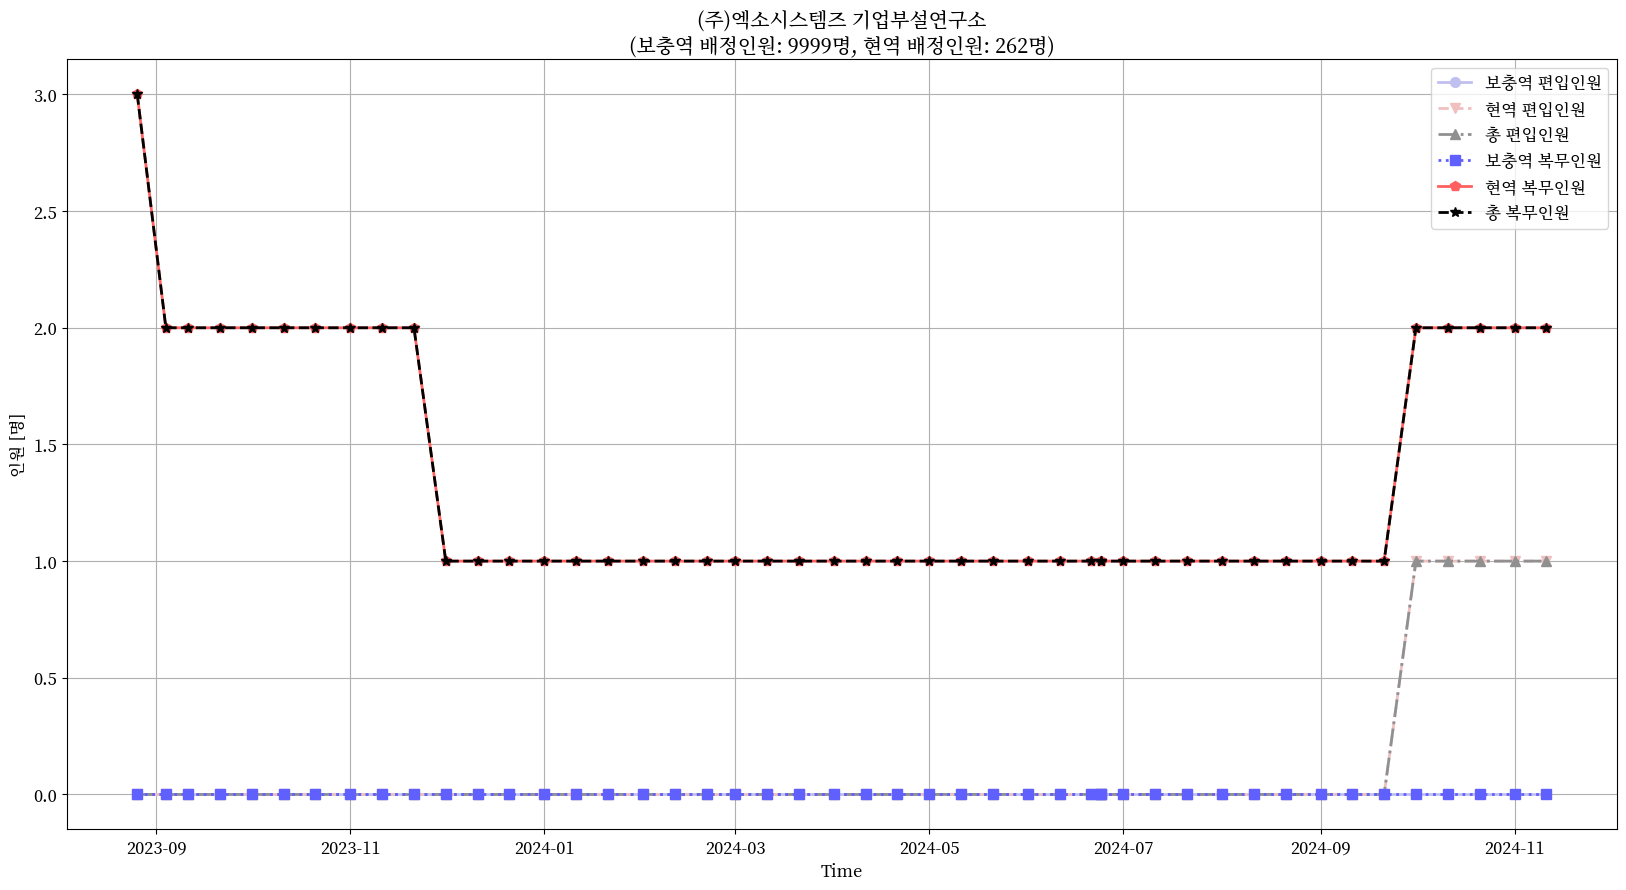 (주)엑소시스템즈 기업부설연구소
(보충역 배정인원: 9999명, 현역 배정인원: 262명)
보충역 편입인원
현역 편입인원
총 편입인원
보충역 복무인원
현역 복무인원
총 복무인원
인원 [명]
3.0
2.5
2.0
1.5
1.0
0.5
0.0
2023-09
2023-11
2024-01
2024-03
2024-05
2024-07
2024-09
2024-11
Time